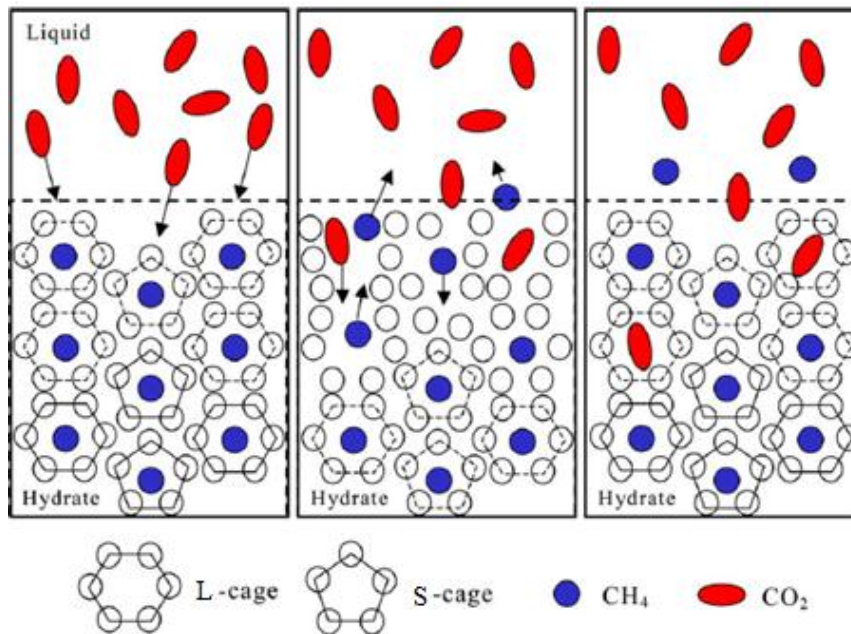 Liquid
Hydrate
Hydrate
Hydrate
L -cage
S-cage
CH₄
CO₂